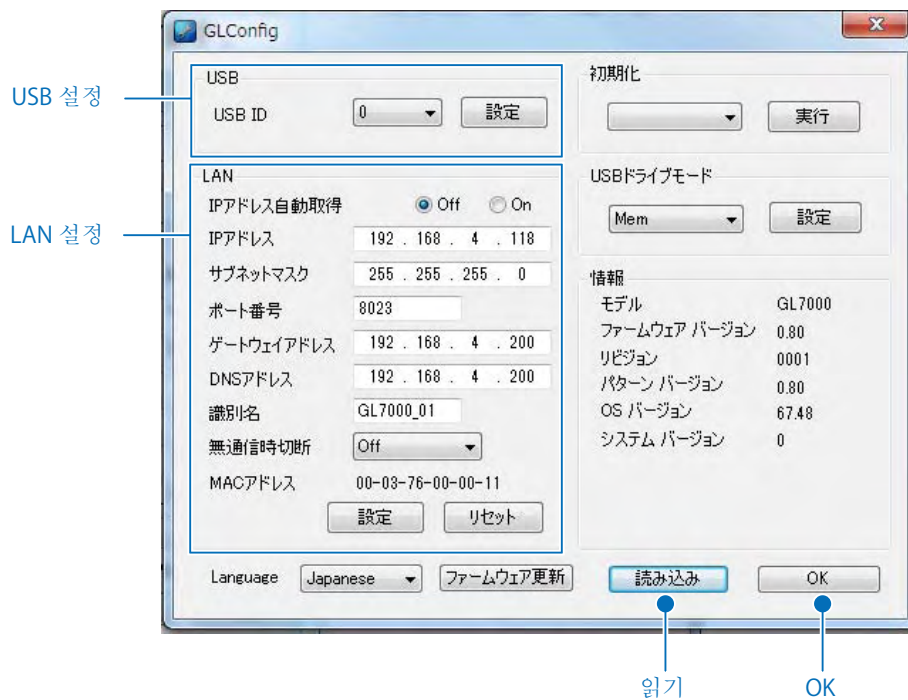 GLConfig
USB 설정
USB
USB ID 0 設定
LAN 설정
LAN
IPアドレス自動取得 Off On
IPアドレス 192 . 168 . 4 . 118
サブネットマスク 255 . 255 . 255 . 0
ポート番号 8023
ゲートウェイアドレス 192 . 168 . 4 . 200
DNSアドレス 192 . 168 . 4 . 200
識別名 GL7000_01
無通信時切断 Off
MACアドレス 00-03-76-00-00-11
設定 リセット
初期化
実行
USBドライブモード
Mem 設定
情報
モデル GL7000
ファームウェア バージョン 0.80
リビジョン 0001
パターン バージョン 0.80
OS バージョン 67.48
システム バージョン 0
Language Japanese ファームウェア更新 読み込み OK
읽기 OK